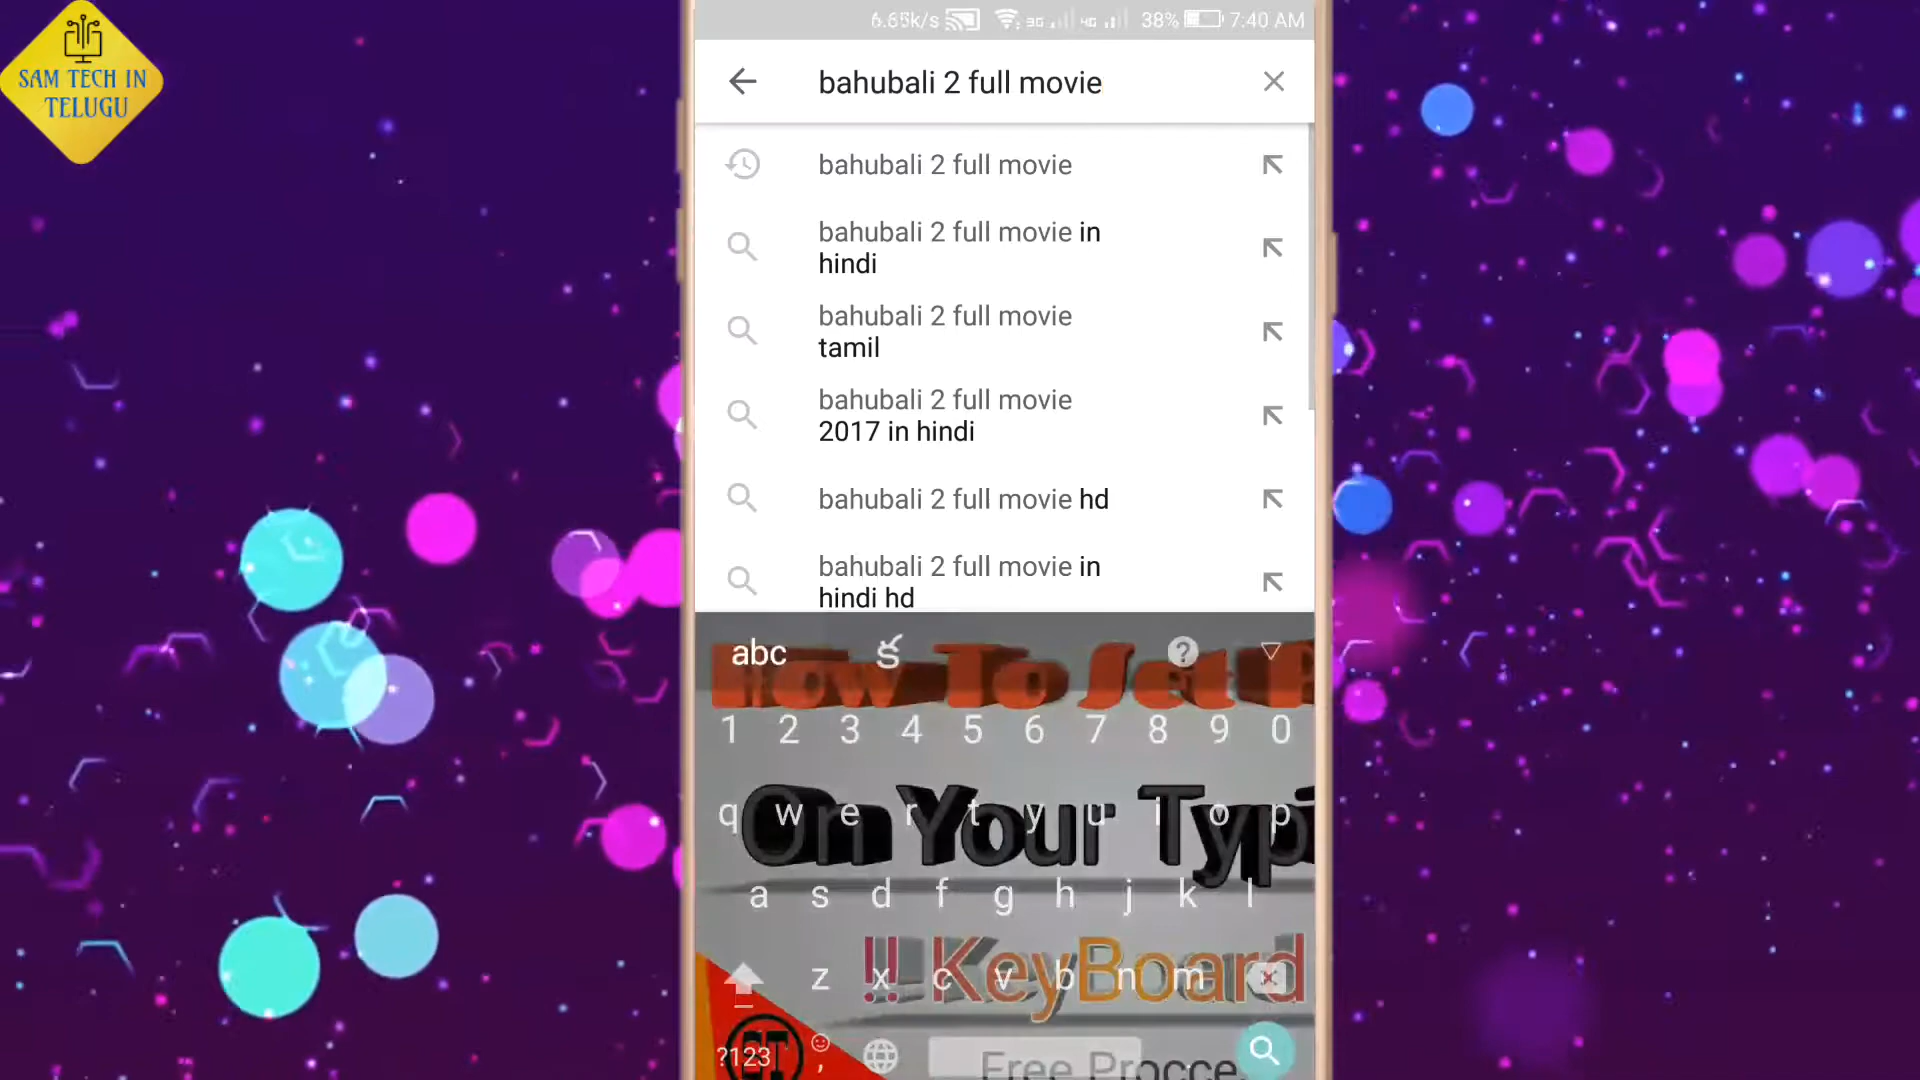 SAM TECH IN
TELUGU
6.65k/s 3G 4G 38% 7:40 AM
bahubali 2 full movie
bahubali 2 full movie
bahubali 2 full movie in
hindi
bahubali 2 full movie
tamil
bahubali 2 full movie
2017 in hindi
bahubali 2 full movie hd
bahubali 2 full movie in
hindi hd
abc క ?
How To Set
1 2 3 4 5 6 7 8 9 0
q w e r t y u i o p
On Your Typi
a s d f g h j k l
!! KeyBoard
z x c v b n m
?123 ,
Free Procce